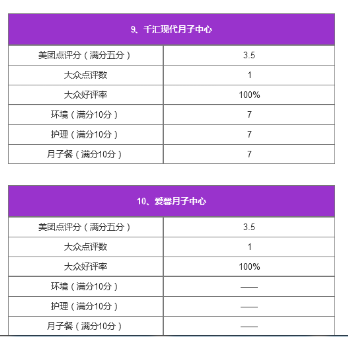 9、千汇现代月子中心
美团点评分（满分五分） 3.5
大众点评数 1
大众好评率 100%
环境（满分10分） 7
护理（满分10分） 7
月子餐（满分10分） 7
10、爱馨月子中心
美团点评分（满分五分） 3.5
大众点评数 1
大众好评率 100%
环境（满分10分） ——
护理（满分10分） ——
月子餐（满分10分） ——